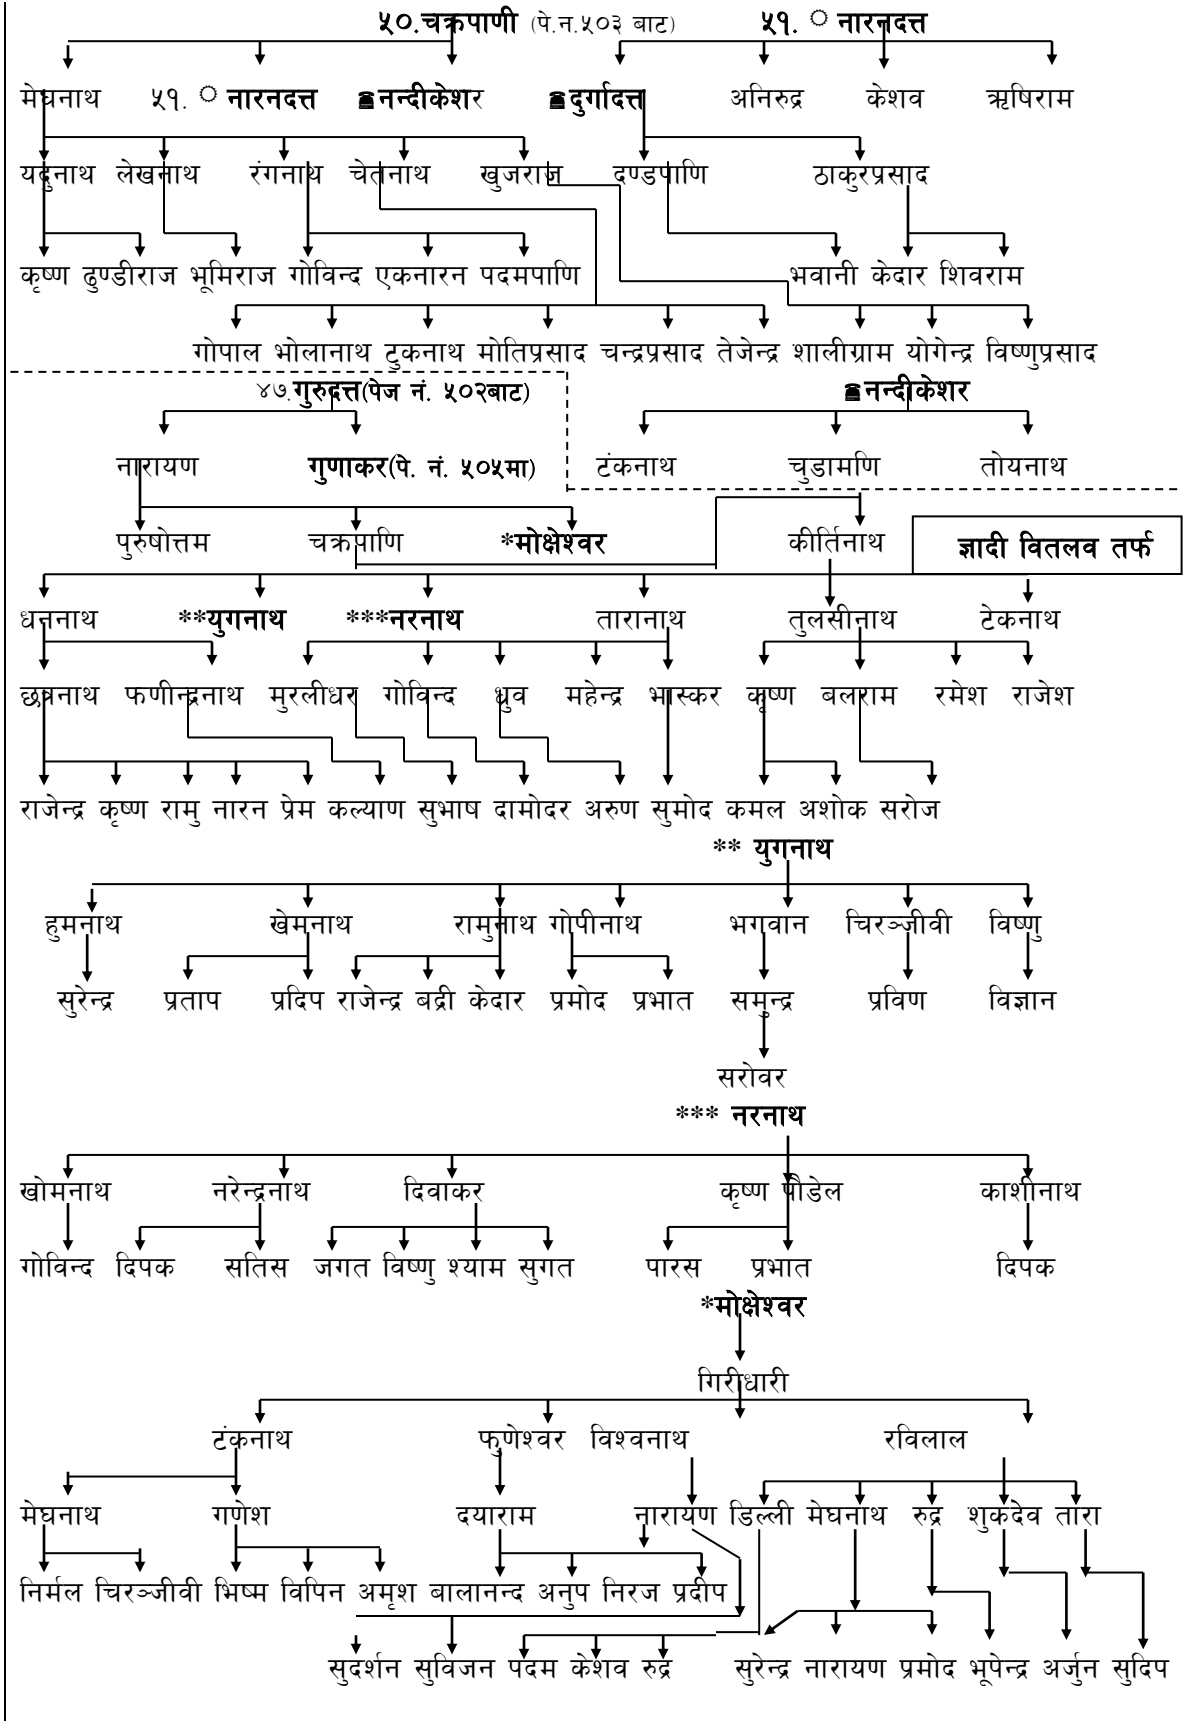 ५०.चक्रपाणी (पे.न.५०३ बाट) ५१. ॅ नारनदत्त
मेघनाथ ५१. ॅ नारनदत्त ☎नन्दीकेशर ☎दुर्गादत्त अनिरुद्र केशव ऋषिराम
यदुनाथ लेखनाथ रंगनाथ चेतनाथ खुजराज दण्डपाणि ठाकुरप्रसाद
कृष्ण ढुण्डीराज भूमिराज गोविन्द एकनारन पदमपाणि भवानी केदार शिवराम
गोपाल भोलानाथ टुकनाथ मोतिप्रसाद चन्द्रप्रसाद तेजेन्द्र शालीग्राम योगेन्द्र विष्णुप्रसाद
४७.गुरुदत्त(पेज नं. ५०२बाट) ☎नन्दीकेशर
नारायण गुणाकर(पे. नं. ५०५मा) टंकनाथ चुडामणि तोयनाथ
पुरुषोत्तम चक्रपाणि *मोक्षेश्वर कीर्तिनाथ ज्ञादी वितलव तर्फ
धननाथ **युगनाथ ***नरनाथ तारानाथ तुलसीनाथ टेकनाथ
छत्रनाथ फणीन्द्रनाथ मुरलीधर गोविन्द ध्रुव महेन्द्र भास्कर कृष्ण बलराम रमेश राजेश
राजेन्द्र कृष्ण रामु नारन प्रेम कल्याण सुभाष दामोदर अरुण सुमोद कमल अशोक सरोज
** युगनाथ
हुमनाथ खेमनाथ रामुनाथ गोपीनाथ भगवान चिरञ्जीवी विष्णु
सुरेन्द्र प्रताप प्रदिप राजेन्द्र बद्री केदार प्रमोद प्रभात समुन्द्र प्रविण विज्ञान
सरोवर
*** नरनाथ
खोमनाथ नरेन्द्रनाथ दिवाकर कृष्ण पौडेल काशीनाथ
गोविन्द दिपक सतिस जगत विष्णु श्याम सुगत पारस प्रभात दिपक
*मोक्षेश्वर
गिरीधारी
टंकनाथ फुणेश्वर विश्वनाथ रविलाल
मेघनाथ गणेश दयाराम नारायण डिल्ली मेघनाथ रुद्र शुकदेव तारा
निर्मल चिरञ्जीवी भिष्म विपिन अमृश बालानन्द अनुप निरज प्रदीप
सुदर्शन सुविजन पदम केशव रुद्र सुरेन्द्र नारायण प्रमोद भूपेन्द्र अर्जुन सुदिप